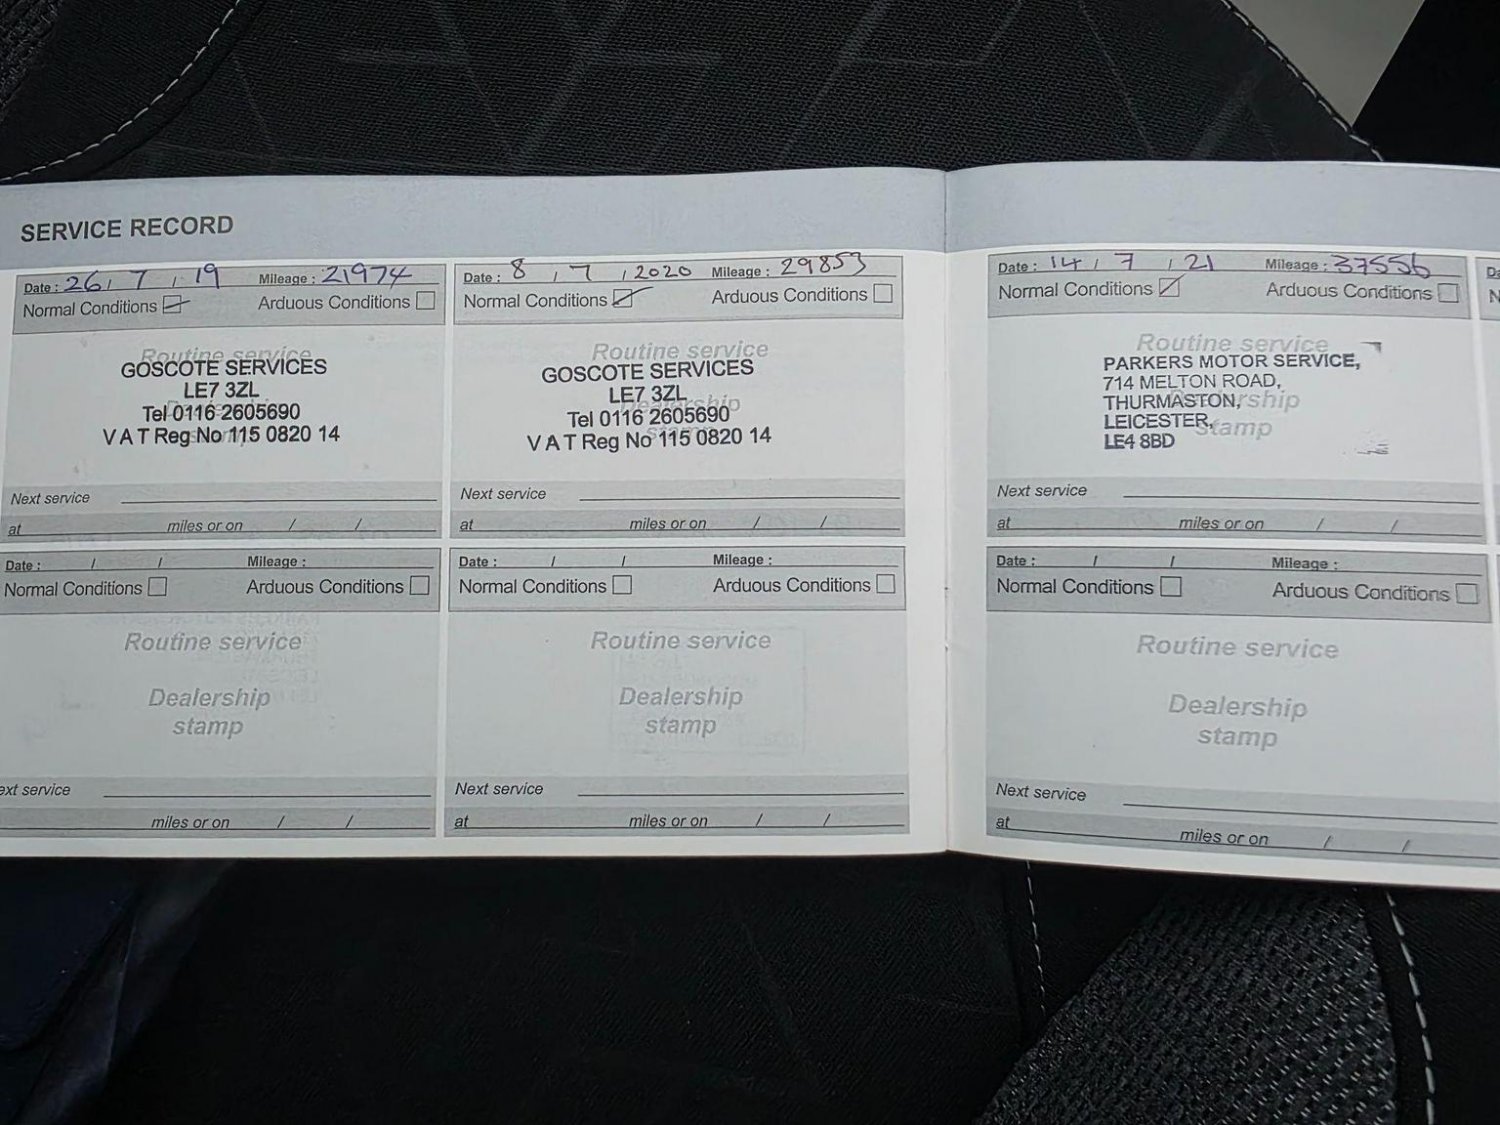 SERVICE RECORD
Date : 26 / 7 / 19 Mileage : 21974
Normal Conditions Arduous Conditions
Routine service
GOSCOTE SERVICES
LE7 3ZL
Tel 0116 2605690
V A T Reg No 115 0820 14
Next service
at miles or on / /
Date : 8 / 7 / 2020 Mileage : 29853
Normal Conditions Arduous Conditions
Routine service
GOSCOTE SERVICES
LE7 3ZL
Dealership
Tel 0116 2605690
stamp
V A T Reg No 115 0820 14
Next service
at miles or on / /
Date : 14 / 7 / 21 Mileage : 37556
Normal Conditions Arduous Conditions
Routine service
PARKERS MOTOR SERVICE,
714 MELTON ROAD,
THURMASTON,
Dealership
LEICESTER,
stamp
LE4 8BD
Next service
at miles or on / /
Date : / / Mileage :
Normal Conditions Arduous Conditions
Routine service
Dealership
stamp
ext service
miles or on / /
Date : / / Mileage :
Normal Conditions Arduous Conditions
Routine service
Dealership
stamp
Next service
at miles or on / /
Date : / / Mileage :
Normal Conditions Arduous Conditions
Routine service
Dealership
stamp
Next service
at miles or on / /